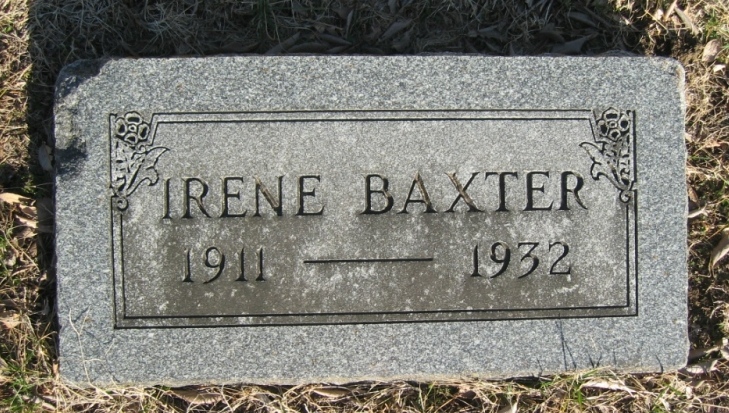 IRENE BAXTER
1911 — 1932